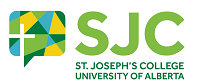 SJC
ST. JOSEPH'S COLLEGE
UNIVERSITY OF ALBERTA